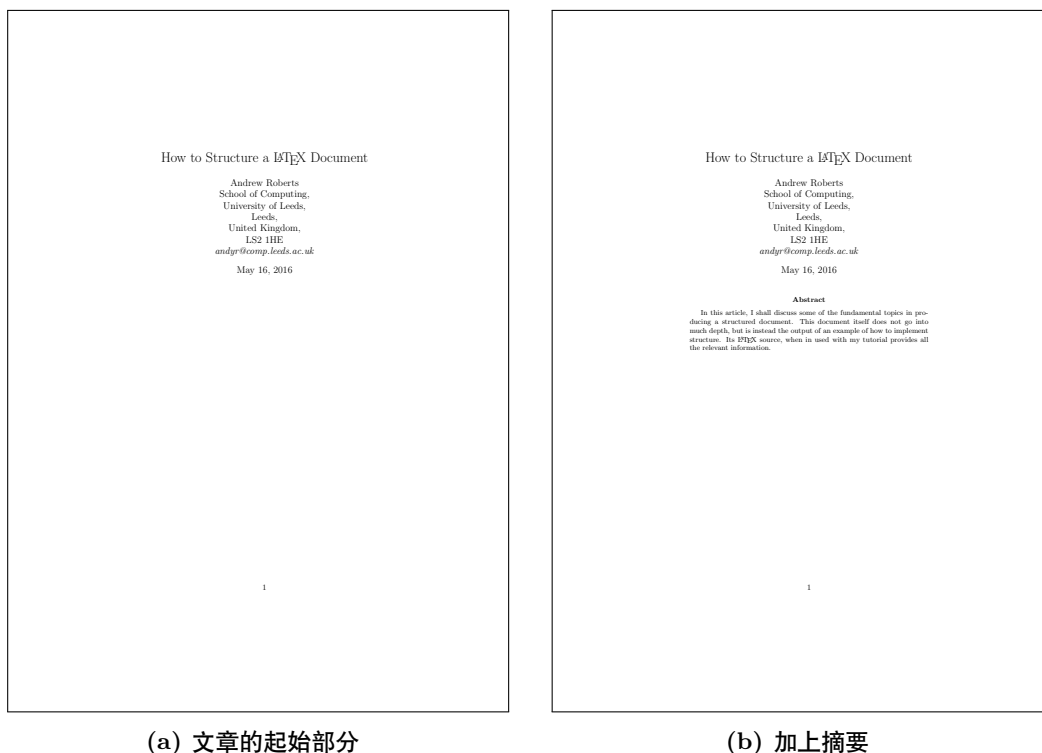 How to Structure a LATEX Document
Andrew Roberts
School of Computing,
University of Leeds,
Leeds,
United Kingdom,
LS2 1HE
andyr@comp.leeds.ac.uk
May 16, 2016
1
(a) 文章的起始部分
How to Structure a LATEX Document
Andrew Roberts
School of Computing,
University of Leeds,
Leeds,
United Kingdom,
LS2 1HE
andyr@comp.leeds.ac.uk
May 16, 2016
Abstract
In this article, I shall discuss some of the fundamental topics in pro-
ducing a structured document. This document itself does not go into
much depth, but is instead the output of an example of how to implement
structure. Its LATEX source, when in used with my tutorial provides all
the relevant information.
1
(b) 加上摘要